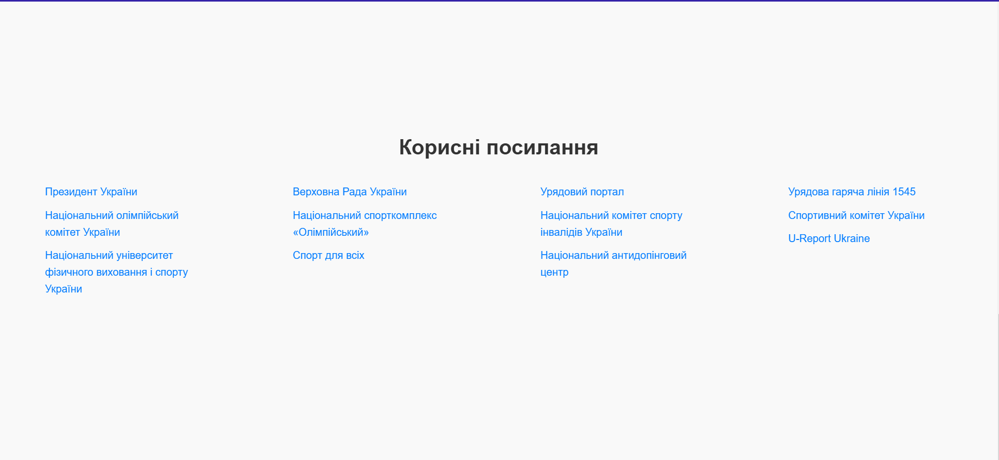 Корисні посилання
Президент України
Національний олімпійський
комітет України
Національний університет
фізичного виховання і спорту
України
Верховна Рада України
Національний спорткомплекс
«Олімпійський»
Спорт для всіх
Урядовий портал
Національний комітет спорту
інвалідів України
Національний антидопінговий
центр
Урядова гаряча лінія 1545
Спортивний комітет України
U-Report Ukraine